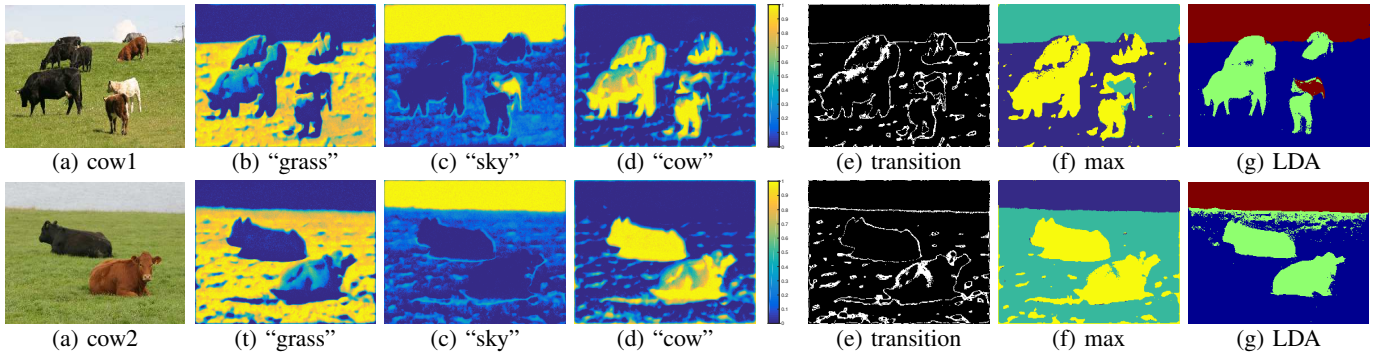 (a) cow1 (b) “grass” (c) “sky” (d) “cow” (e) transition (f) max (g) LDA
(a) cow2 (t) “grass” (c) “sky” (d) “cow” (e) transition (f) max (g) LDA